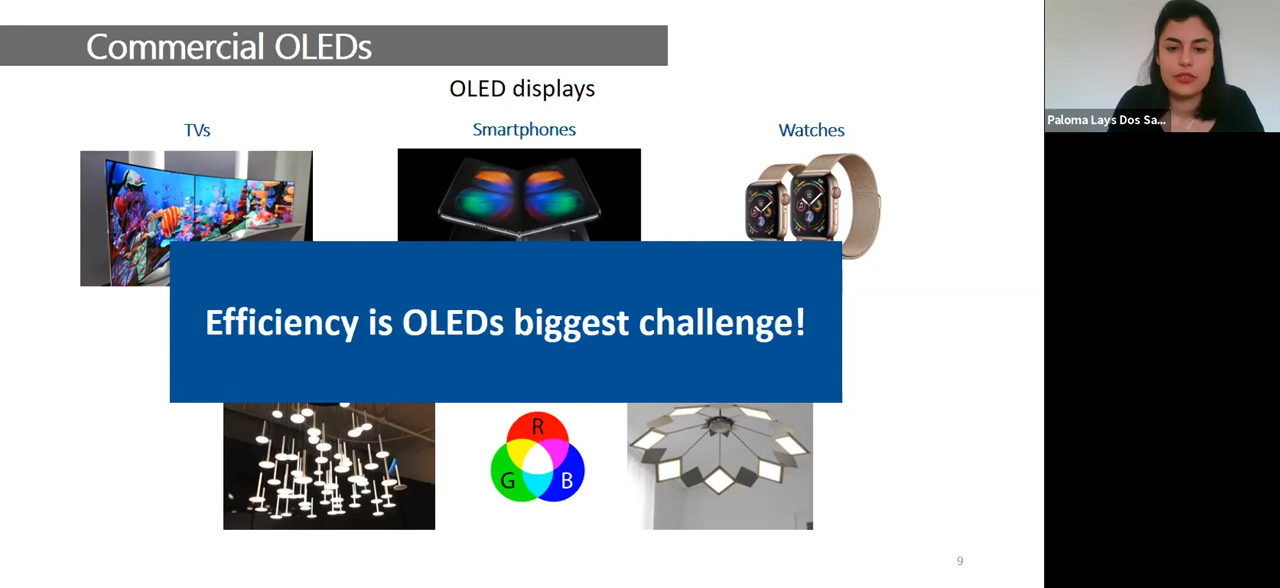 Commercial OLEDs
OLED displays
TVs
Smartphones
Watches
Paloma Lays Dos Sa...
Efficiency is OLEDs biggest challenge!
R
G
B
9